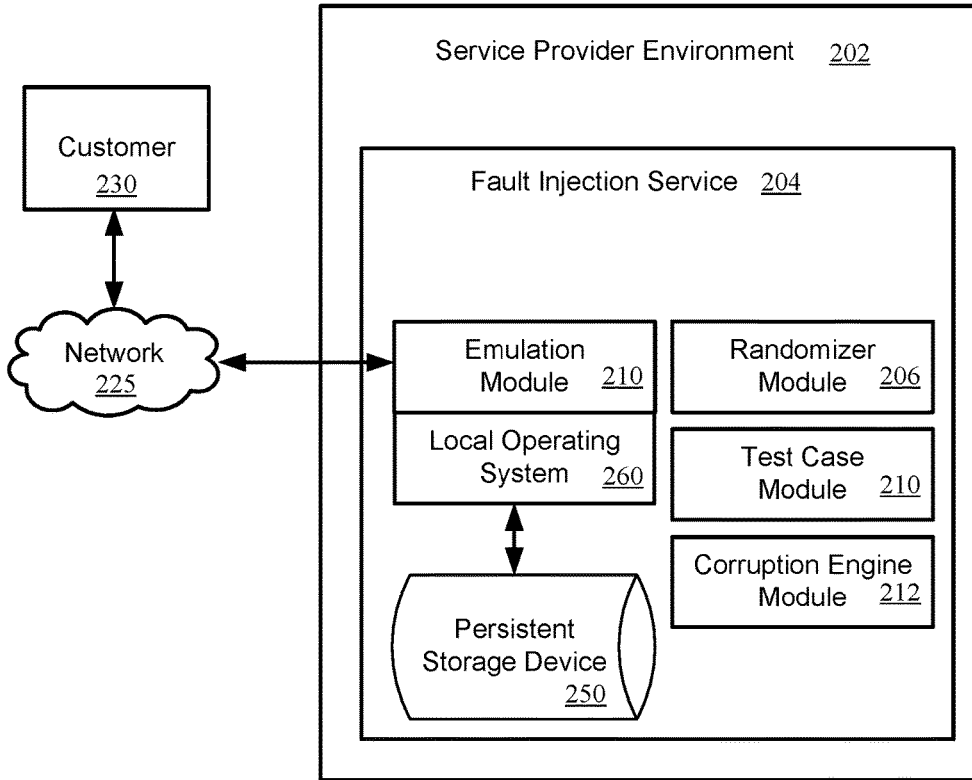 Service Provider Environment 202
Customer
230
Fault Injection Service 204
Network
225
Emulation
Module 210
Randomizer
Module 206
Local Operating
System 260
Test Case
Module 210
Corruption Engine
Module 212
Persistent
Storage Device
250